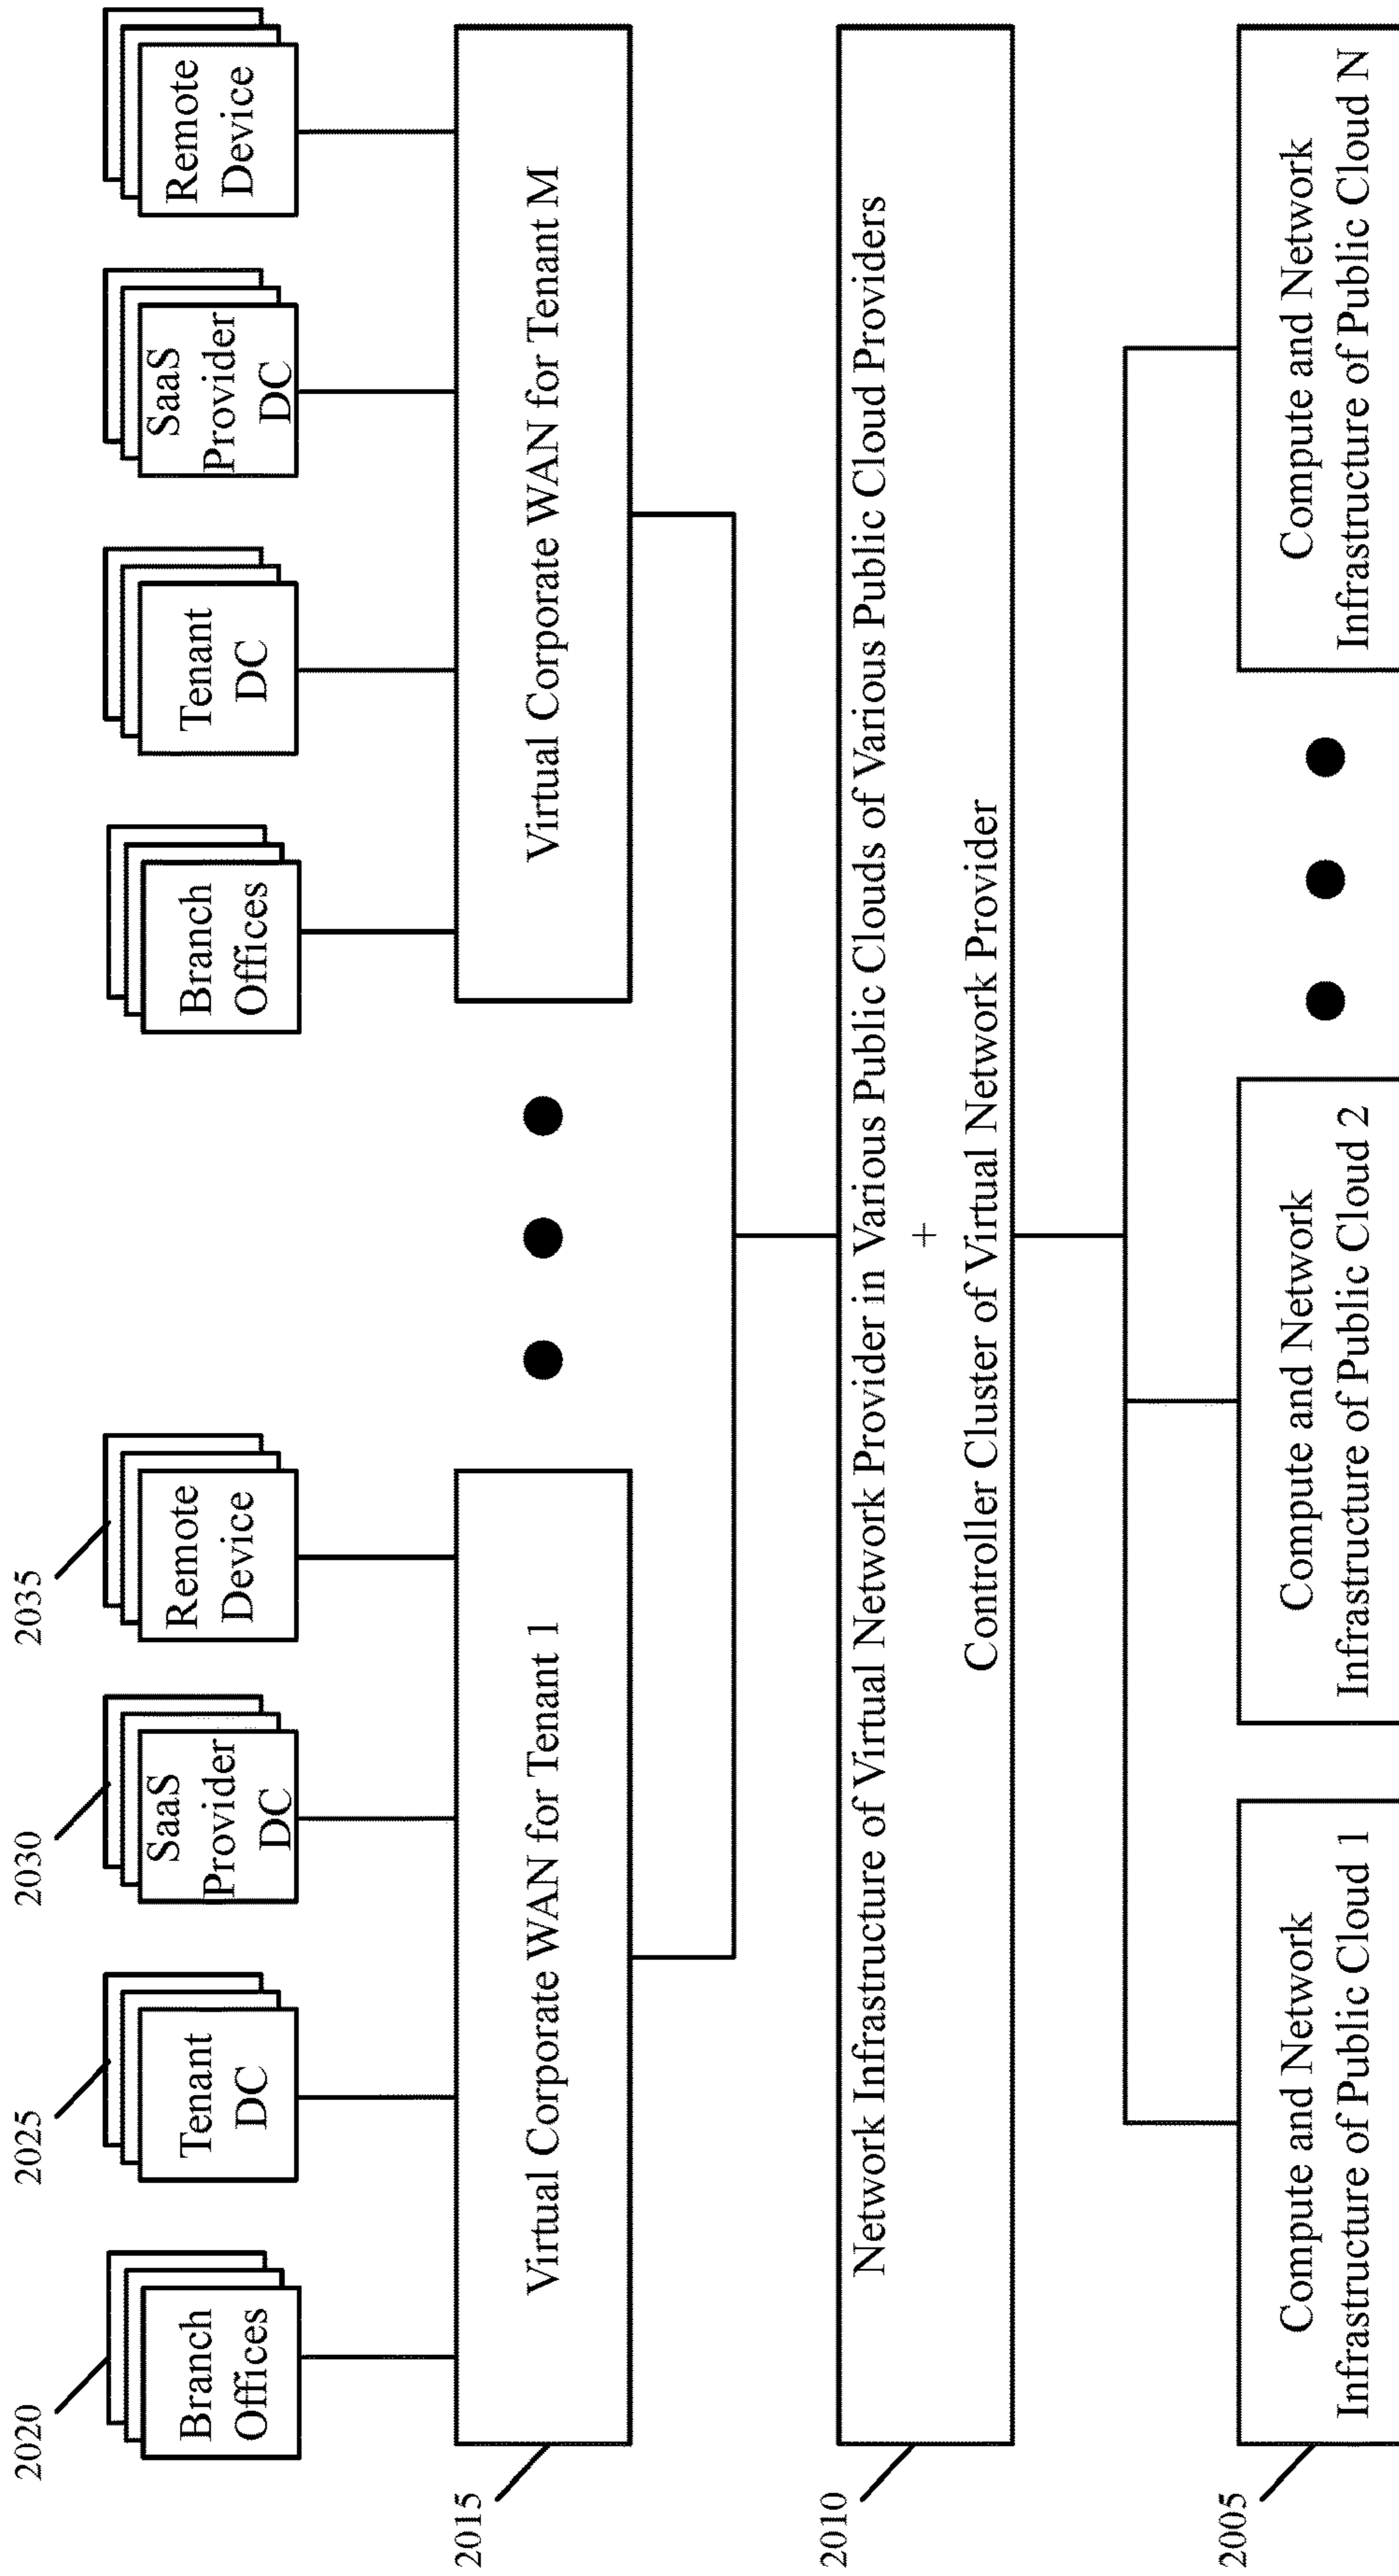 2020
2025
2030
2035
Branch
Offices
Tenant
DC
SaaS
Provider
DC
Remote
Device
Branch
Offices
Tenant
DC
SaaS
Provider
DC
Remote
Device
2015
Virtual Corporate WAN for Tenant 1
Virtual Corporate WAN for Tenant M
2010
Network Infrastructure of Virtual Network Provider in Various Public Clouds of Various Public Cloud Providers
+
Controller Cluster of Virtual Network Provider
2005
Compute and Network
Infrastructure of Public Cloud 1
Compute and Network
Infrastructure of Public Cloud 2
Compute and Network
Infrastructure of Public Cloud N